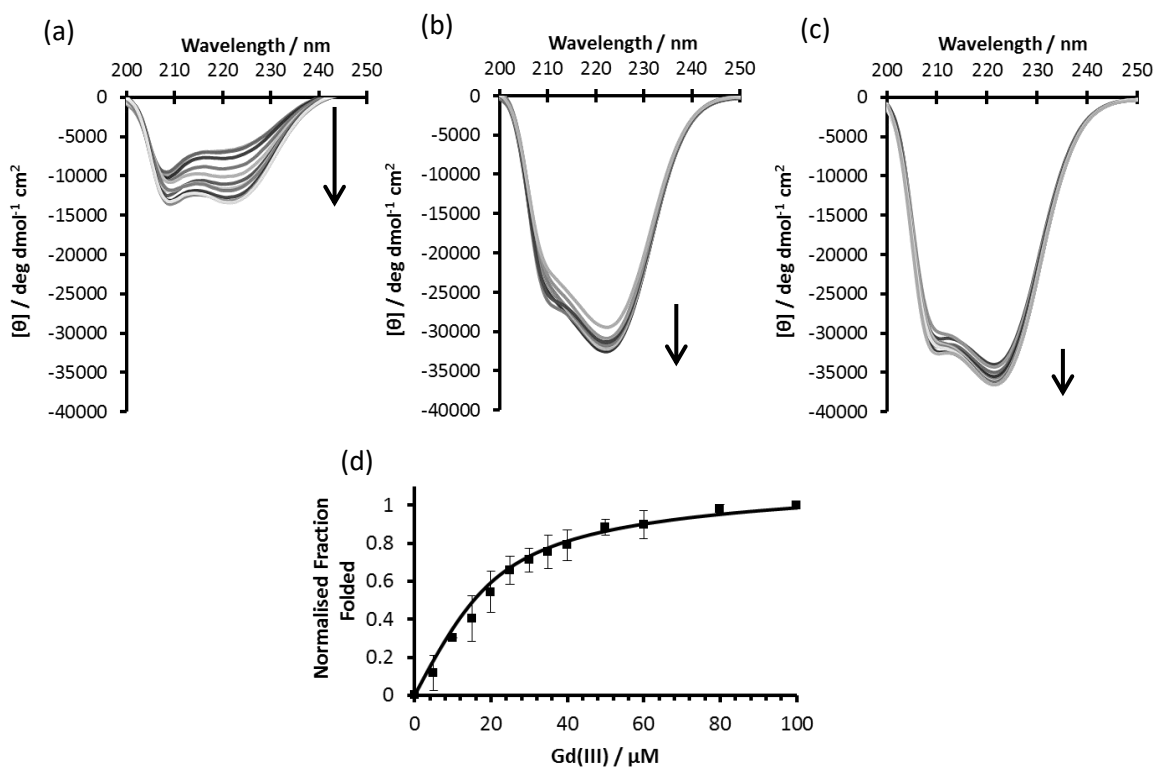 (a)
Wavelength / nm
200 210 220 230 240 250
0
-5000
-10000
-15000
-20000
-25000
-30000
-35000
-40000
[θ] / deg dmol⁻¹ cm²
(b)
Wavelength / nm
200 210 220 230 240 250
0
-5000
-10000
-15000
-20000
-25000
-30000
-35000
-40000
[θ] / deg dmol⁻¹ cm²
(c)
Wavelength / nm
200 210 220 230 240 250
0
-5000
-10000
-15000
-20000
-25000
-30000
-35000
-40000
[θ] / deg dmol⁻¹ cm²
(d)
Normalised Fraction
Folded
1
0.8
0.6
0.4
0.2
0
0 20 40 60 80 100
Gd(III) / μM